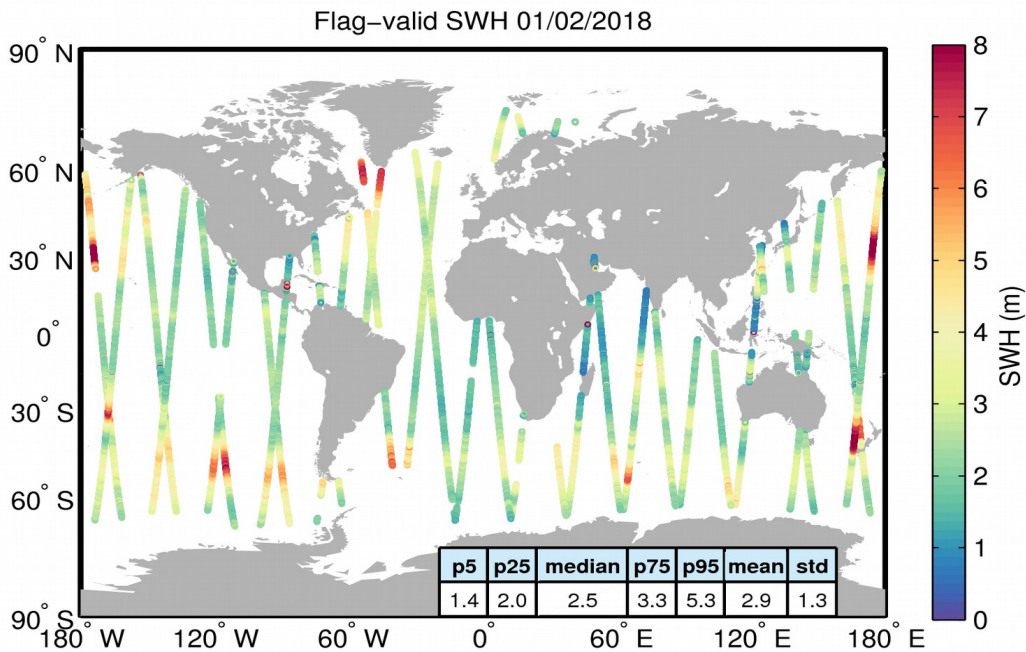 Flag−valid SWH 01/02/2018
90° N
60° N
30° N
0°
30° S
60° S
90° S
180° W
120° W
60° W
0°
60° E
120° E
180° E
8
7
6
5
4
3
2
1
0
SWH (m)
p5 p25 median p75 p95 mean std
1.4 2.0 2.5 3.3 5.3 2.9 1.3